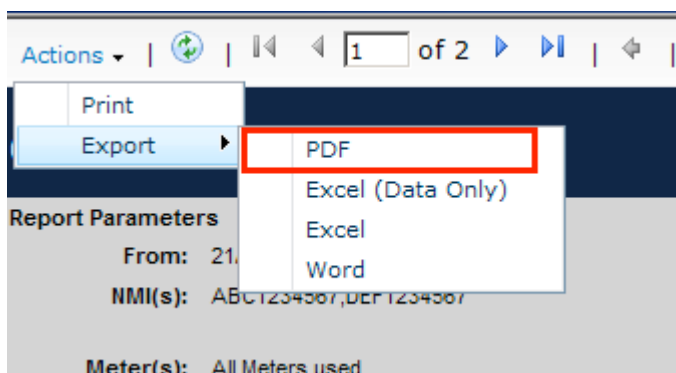 Actions | | 1 of 2 | |
Print
Export PDF
Excel (Data Only)
Report Parameters Excel
From: 21 Word
NMI(s): ABC1234567,DEF1234567
Meter(s): All Meters used